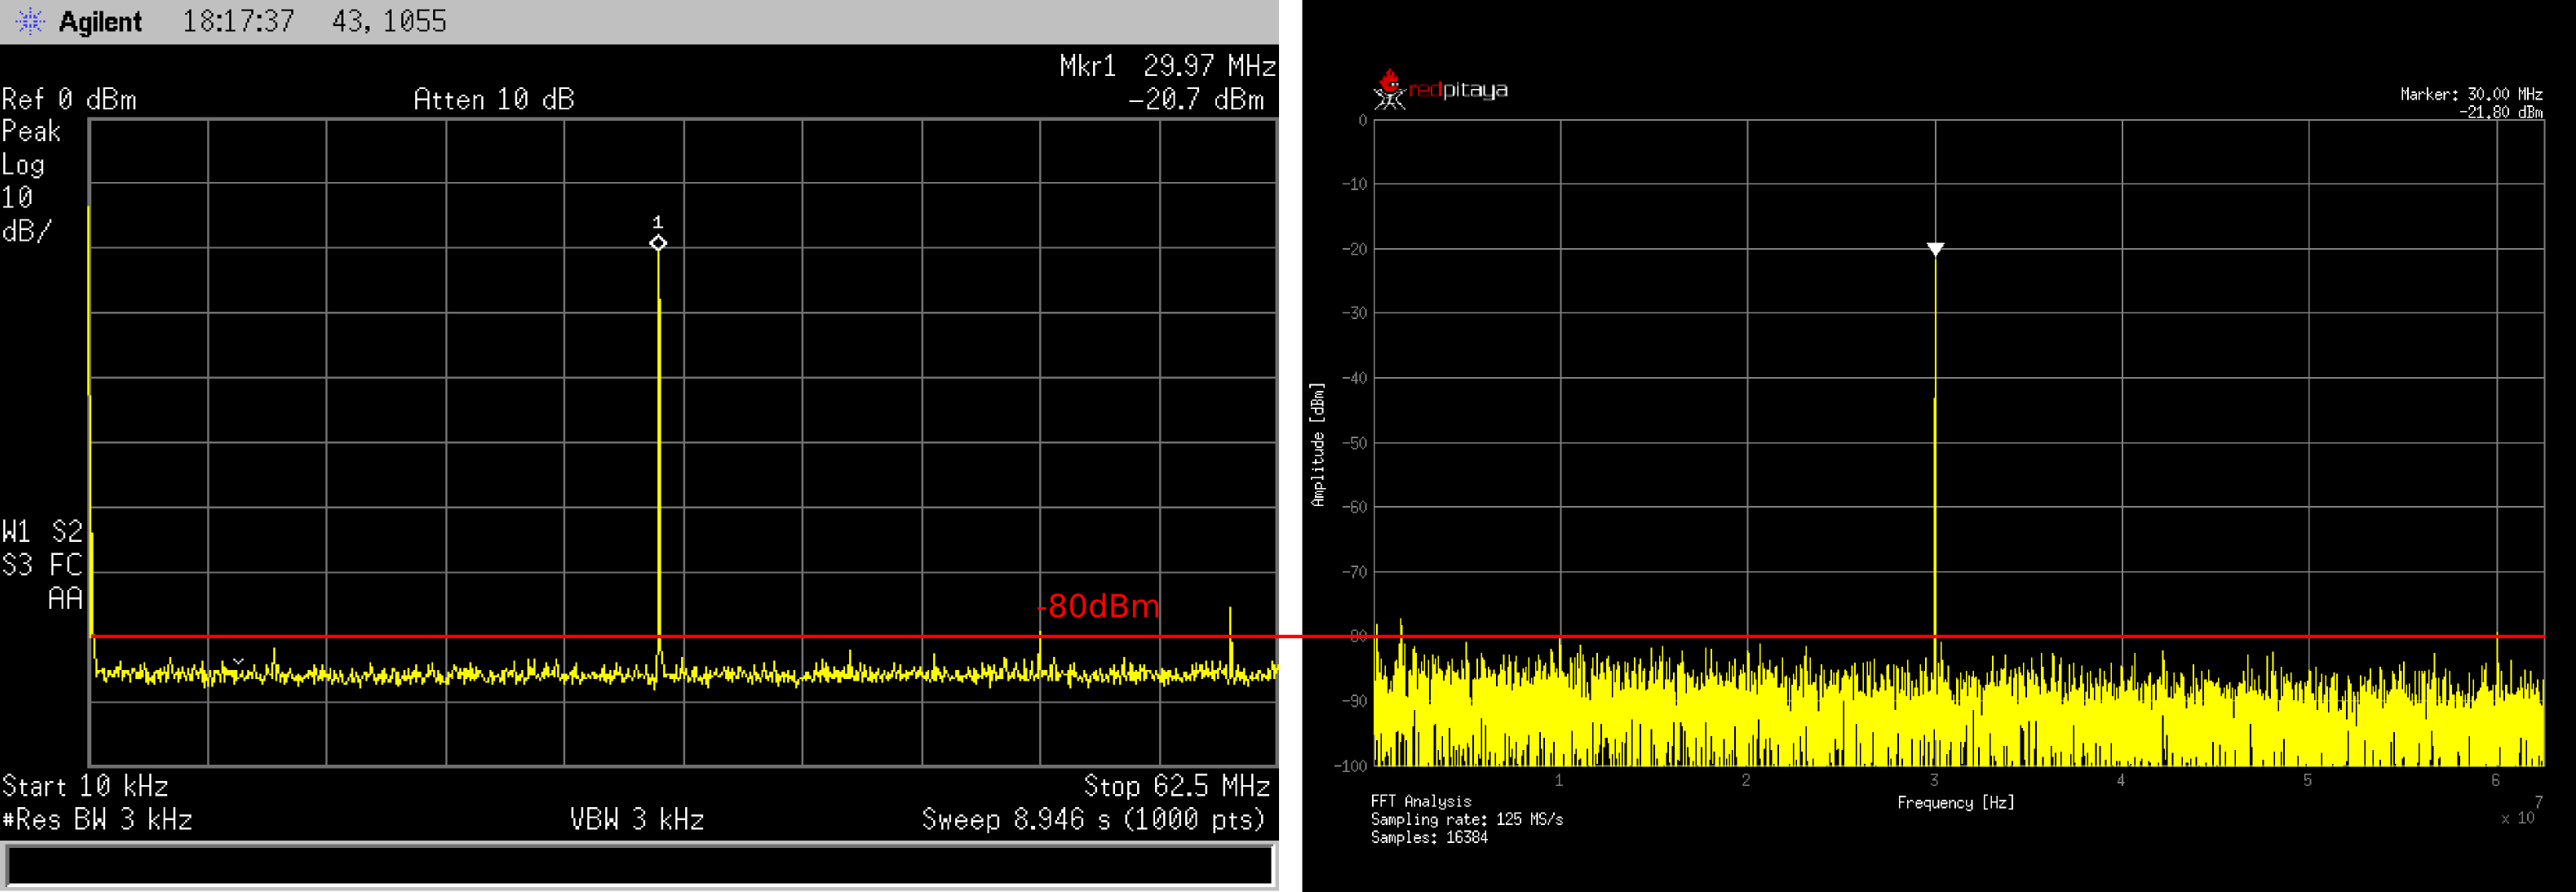 Agilent 18:17:37 43, 1055
Mkr1 29.97 MHz
Ref 0 dBm Atten 10 dB -20.7 dBm
Peak
Log
10
dB/
1
W1 S2
S3 FC
AA
-80dBm
Start 10 kHz Stop 62.5 MHz
#Res BW 3 kHz VBW 3 kHz Sweep 8.946 s (1000 pts)
redpitaya
Marker: 30.00 MHz
-21.80 dBm
0
-10
-20
-30
-40
-50
-60
-70
-80
-90
-100
Amplitude [dBm]
1 2 3 4 5 6
Frequency [Hz]
x 10 7
FFT Analysis
Sampling rate: 125 MS/s
Samples: 16384